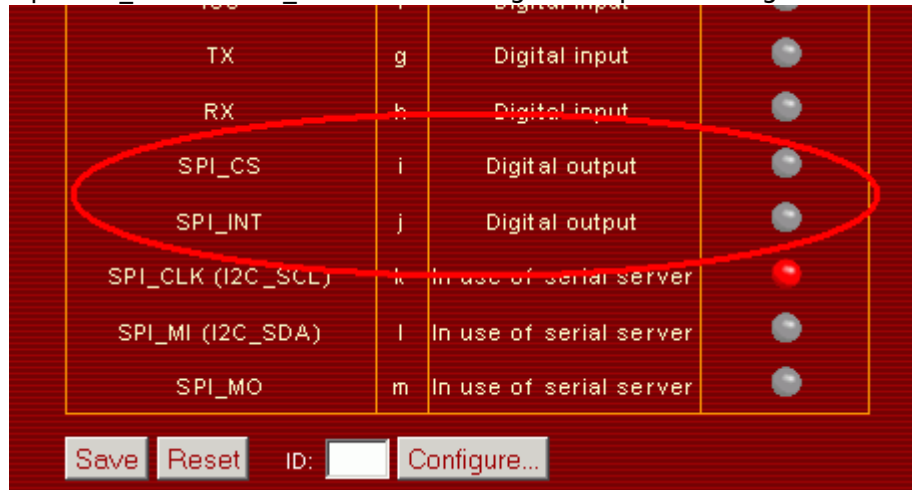 TX g Digital input
RX h Digital input
SPI_CS i Digital output
SPI_INT j Digital output
SPI_CLK (I2C_SCL) k In use of serial server
SPI_MI (I2C_SDA) l In use of serial server
SPI_MO m In use of serial server
Save Reset ID: Configure...